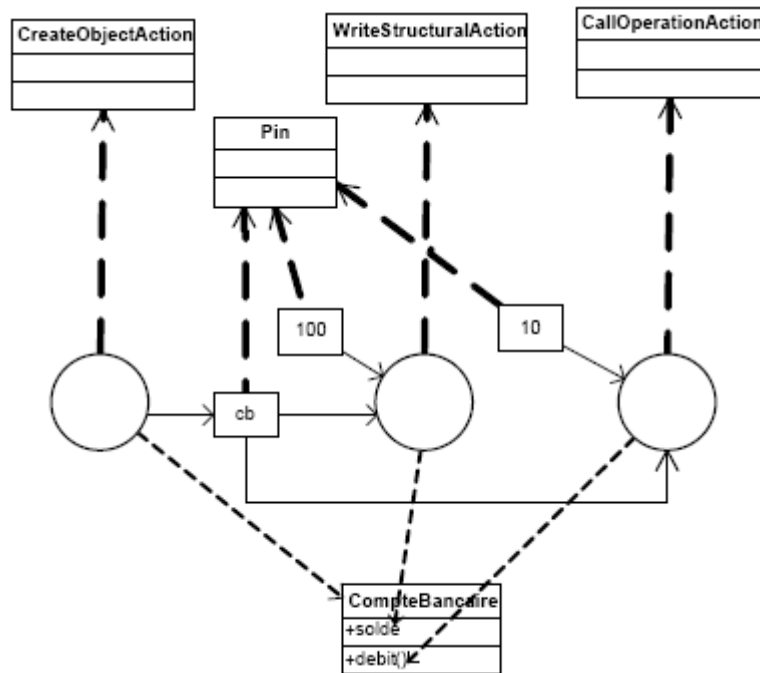 CreateObjectAction
WriteStructuralAction
CallOperationAction
Pin
100
10
cb
CompteBancaire
+solde
+debit()